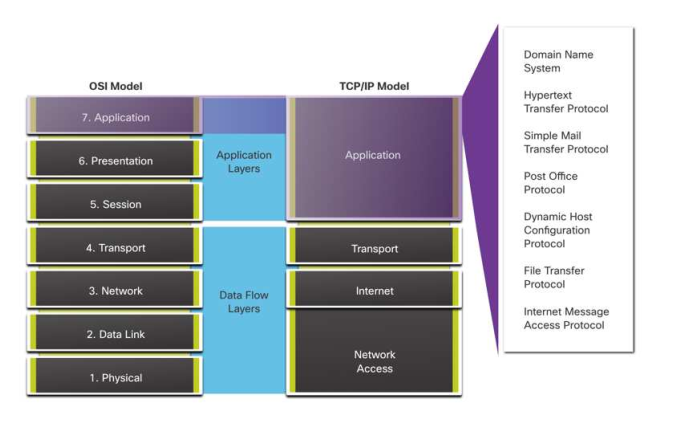 OSI Model
TCP/IP Model
7. Application
6. Presentation
5. Session
4. Transport
3. Network
2. Data Link
1. Physical
Application
Layers
Data Flow
Layers
Application
Transport
Internet
Network
Access
Domain Name
System
Hypertext
Transfer Protocol
Simple Mail
Transfer Protocol
Post Office
Protocol
Dynamic Host
Configuration
Protocol
File Transfer
Protocol
Internet Message
Access Protocol